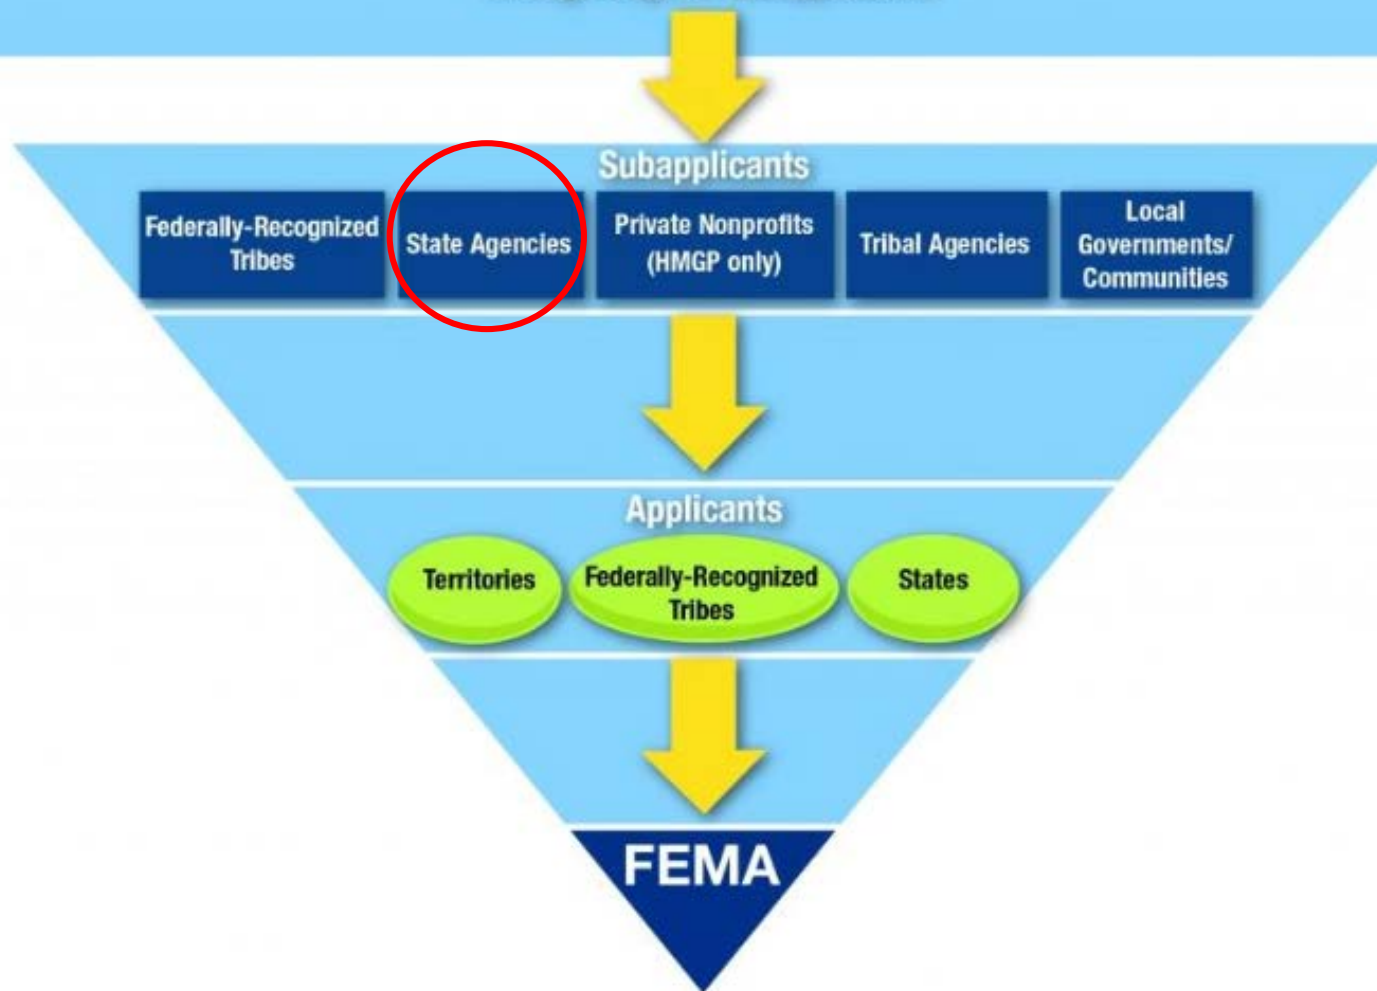 Subapplicants
Federally-Recognized
Tribes
State Agencies
Private Nonprofits
(HMGP only)
Tribal Agencies
Local
Governments/
Communities
Applicants
Territories
Federally-Recognized
Tribes
States
FEMA